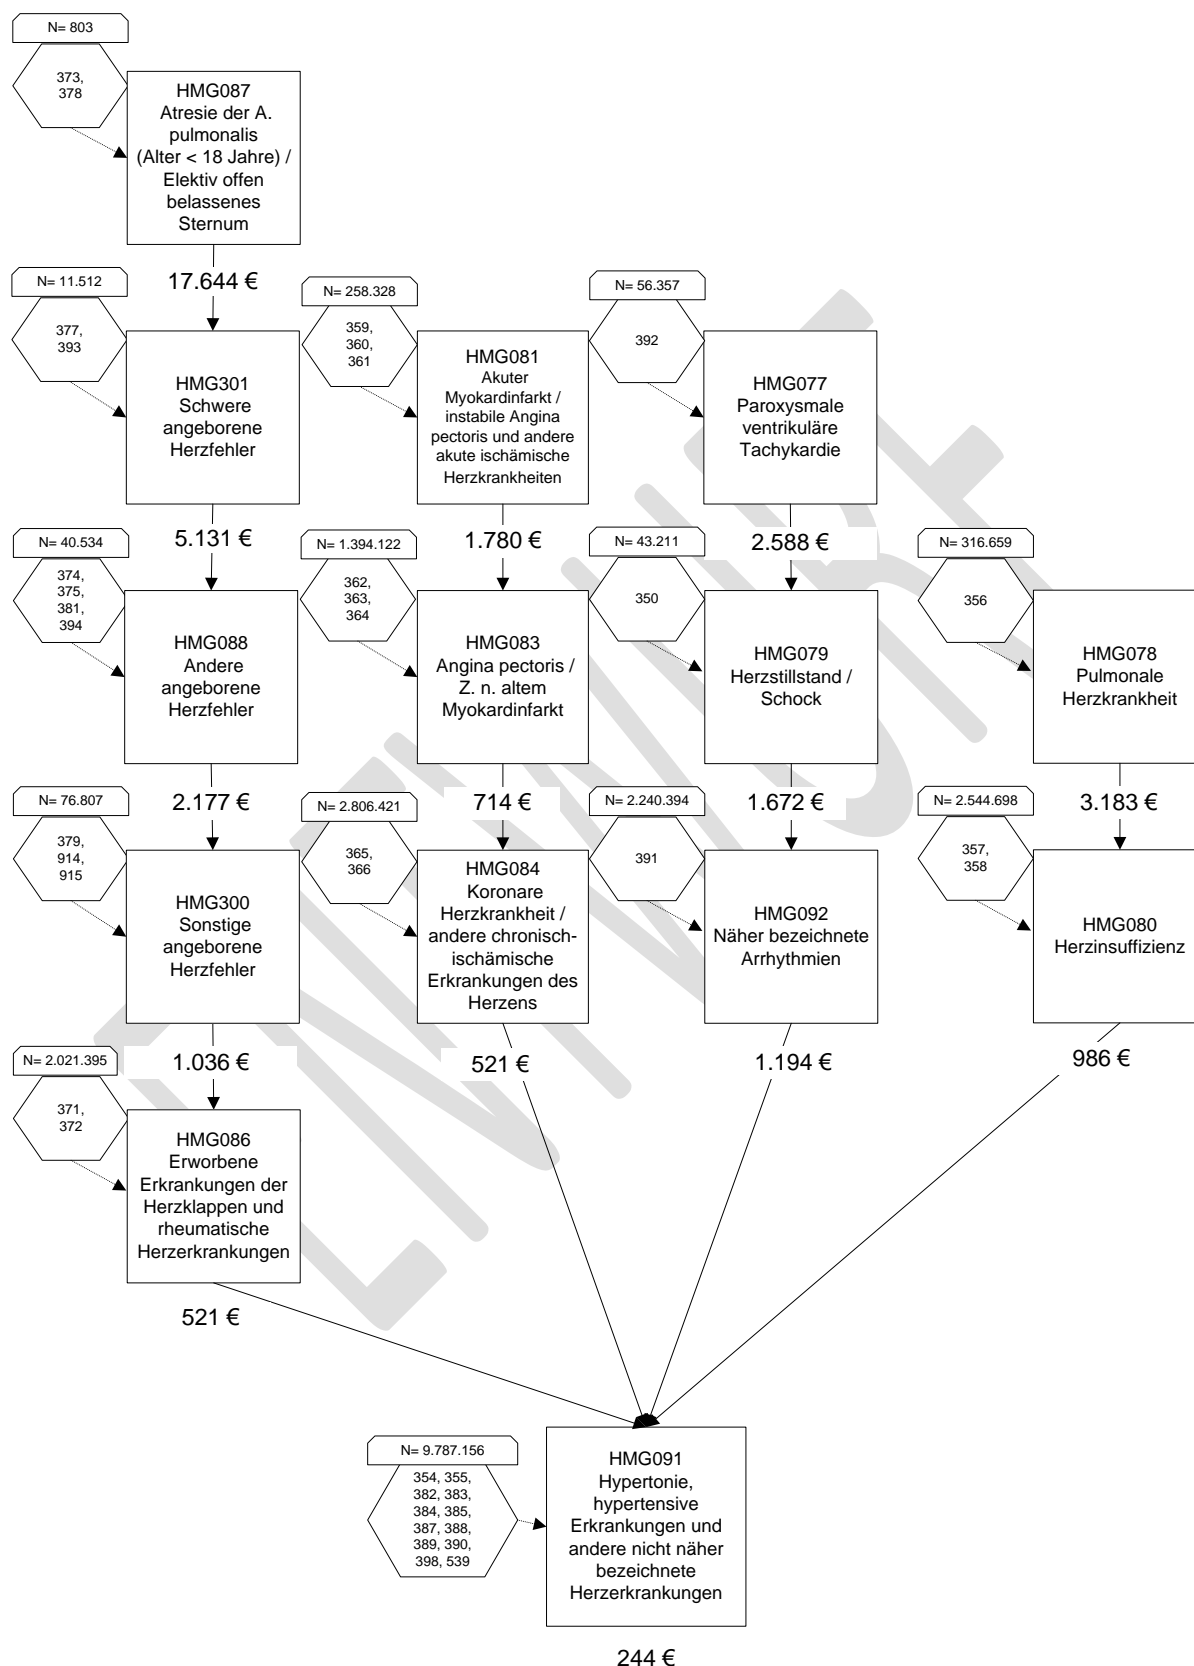 N= 803
373,
378
HMG087
Atresie der A.
pulmonalis
(Alter < 18 Jahre) /
Elektiv offen
belassenes
Sternum
17.644 €
N= 11.512
377,
393
HMG301
Schwere
angeborene
Herzfehler
5.131 €
N= 258.328
359,
360,
361
HMG081
Akuter
Myokardinfarkt /
instabile Angina
pectoris und andere
akute ischämische
Herzkrankheiten
1.780 €
N= 56.357
392
HMG077
Paroxysmale
ventrikuläre
Tachykardie
2.588 €
N= 40.534
374,
375,
381,
394
HMG088
Andere
angeborene
Herzfehler
2.177 €
N= 1.394.122
362,
363,
364
HMG083
Angina pectoris /
Z. n. altem
Myokardinfarkt
714 €
N= 43.211
350
HMG079
Herzstillstand /
Schock
1.672 €
N= 316.659
356
HMG078
Pulmonale
Herzkrankheit
3.183 €
N= 76.807
379,
914,
915
HMG300
Sonstige
angeborene
Herzfehler
1.036 €
N= 2.806.421
365,
366
HMG084
Koronare
Herzkrankheit /
andere chronisch-
ischämische
Erkrankungen des
Herzens
521 €
N= 2.240.394
391
HMG092
Näher bezeichnete
Arrhythmien
1.194 €
N= 2.544.698
357,
358
HMG080
Herzinsuffizienz
986 €
N= 2.021.395
371,
372
HMG086
Erworbene
Erkrankungen der
Herzklappen und
rheumatische
Herzerkrankungen
521 €
N= 9.787.156
354, 355,
382, 383,
384, 385,
387, 388,
389, 390,
398, 539
HMG091
Hypertonie,
hypertensive
Erkrankungen und
andere nicht näher
bezeichnete
Herzerkrankungen
244 €
ENTWURF